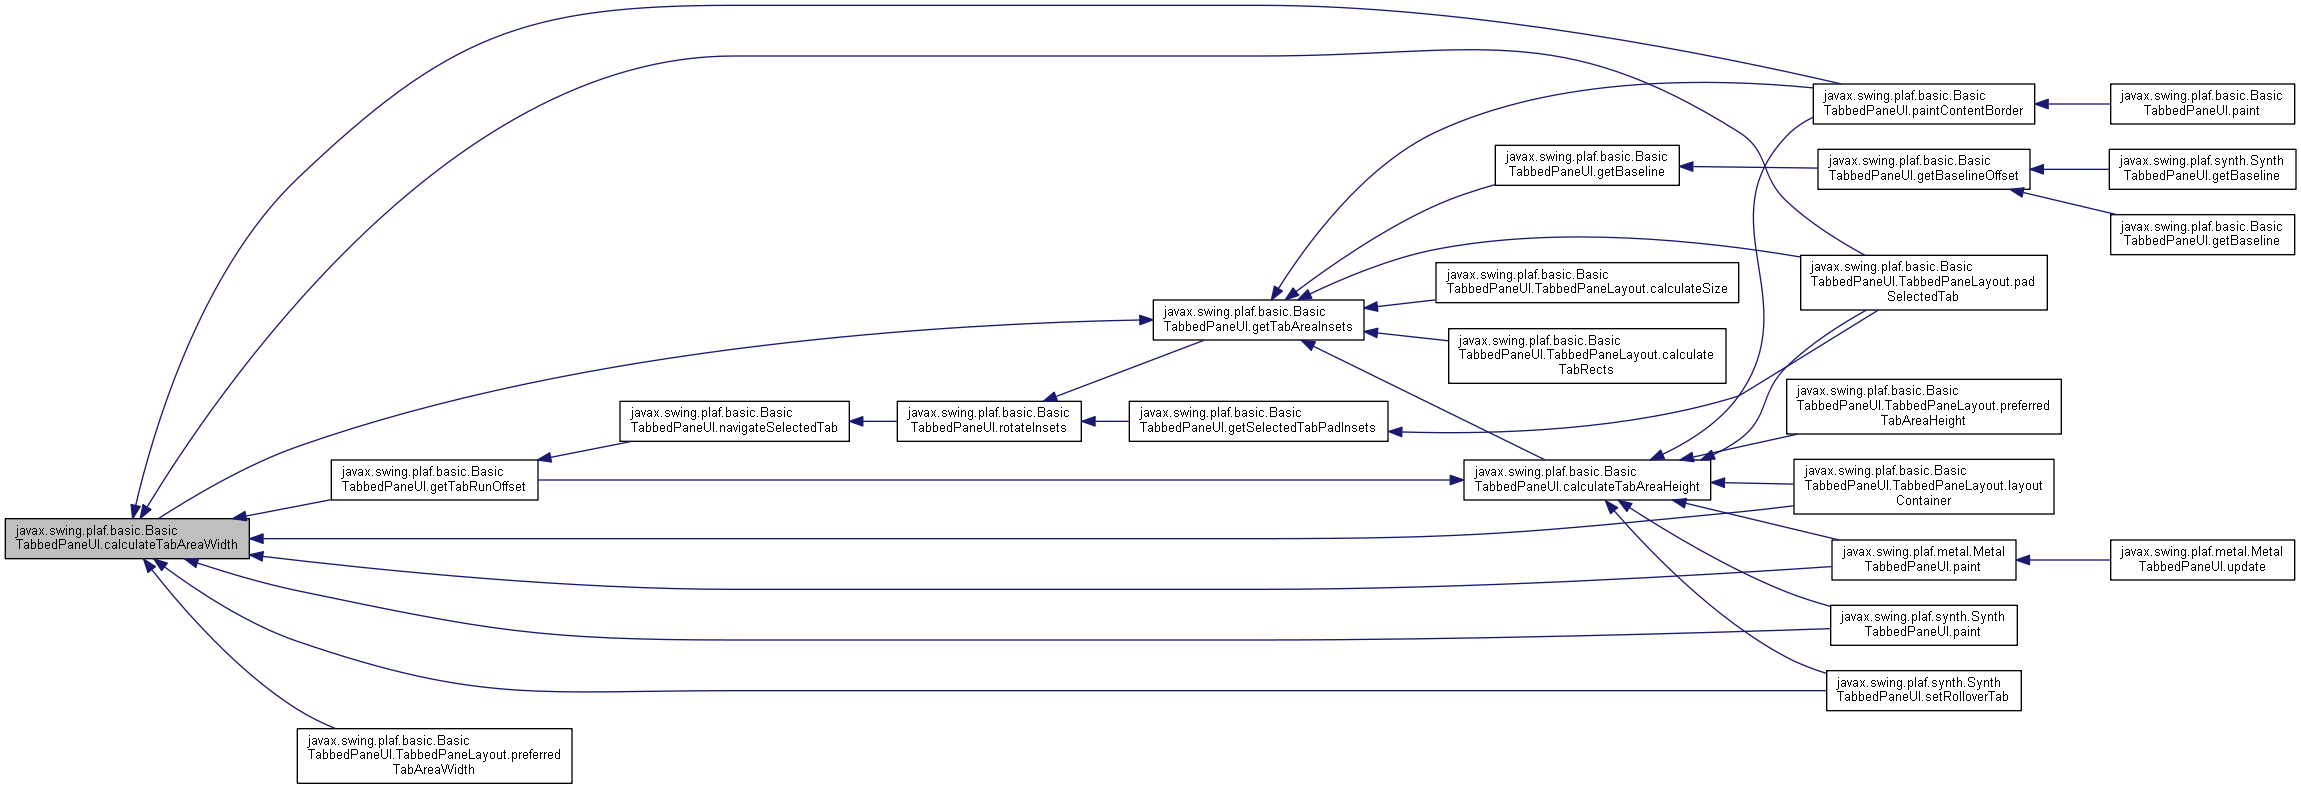 javax.swing.plaf.basic.Basic
TabbedPaneUI.calculateTabAreaWidth
javax.swing.plaf.basic.Basic
TabbedPaneUI.TabbedPaneLayout.preferred
TabAreaWidth
javax.swing.plaf.basic.Basic
TabbedPaneUI.getTabRunOffset
javax.swing.plaf.basic.Basic
TabbedPaneUI.navigateSelectedTab
javax.swing.plaf.basic.Basic
TabbedPaneUI.rotateInsets
javax.swing.plaf.basic.Basic
TabbedPaneUI.getTabAreaInsets
javax.swing.plaf.basic.Basic
TabbedPaneUI.getSelectedTabPadInsets
javax.swing.plaf.basic.Basic
TabbedPaneUI.getBaseline
javax.swing.plaf.basic.Basic
TabbedPaneUI.TabbedPaneLayout.calculateSize
javax.swing.plaf.basic.Basic
TabbedPaneUI.TabbedPaneLayout.calculate
TabRects
javax.swing.plaf.basic.Basic
TabbedPaneUI.calculateTabAreaHeight
javax.swing.plaf.basic.Basic
TabbedPaneUI.paintContentBorder
javax.swing.plaf.basic.Basic
TabbedPaneUI.getBaselineOffset
javax.swing.plaf.basic.Basic
TabbedPaneUI.TabbedPaneLayout.pad
SelectedTab
javax.swing.plaf.basic.Basic
TabbedPaneUI.TabbedPaneLayout.preferred
TabAreaHeight
javax.swing.plaf.basic.Basic
TabbedPaneUI.TabbedPaneLayout.layout
Container
javax.swing.plaf.metal.Metal
TabbedPaneUI.paint
javax.swing.plaf.synth.Synth
TabbedPaneUI.paint
javax.swing.plaf.synth.Synth
TabbedPaneUI.setRolloverTab
javax.swing.plaf.basic.Basic
TabbedPaneUI.paint
javax.swing.plaf.synth.Synth
TabbedPaneUI.getBaseline
javax.swing.plaf.basic.Basic
TabbedPaneUI.getBaseline
javax.swing.plaf.metal.Metal
TabbedPaneUI.update